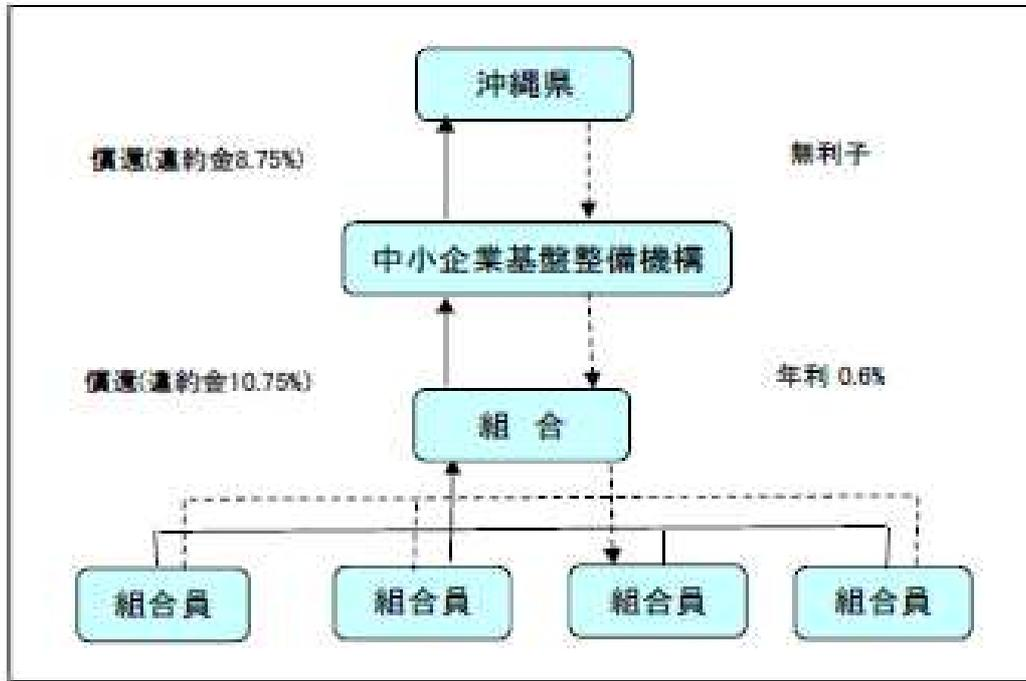 沖縄県
償還(違約金8.75%)
無利子
中小企業基盤整備機構
償還(違約金10.75%)
年利 0.6%
組 合
組合員
組合員
組合員
組合員